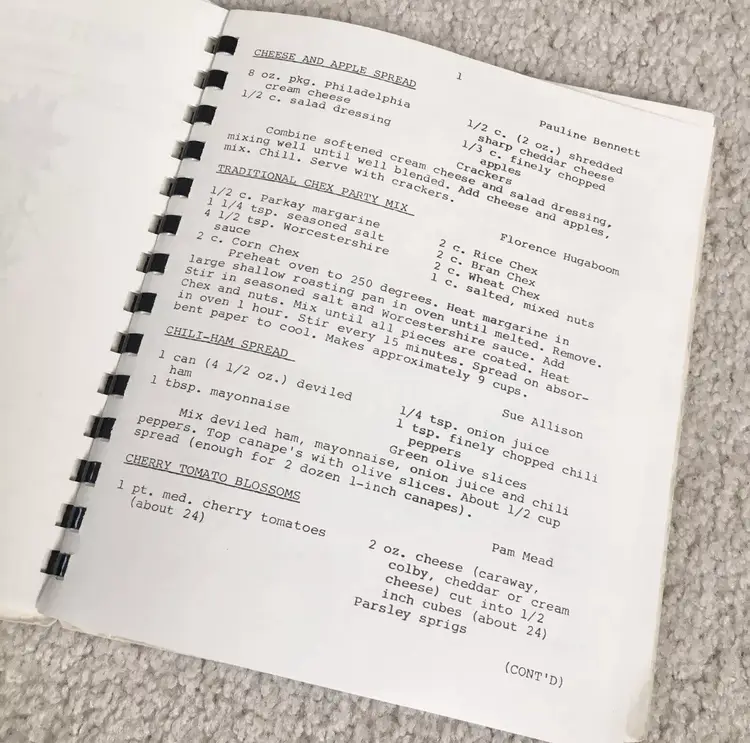 1
CHEESE AND APPLE SPREAD
Pauline Bennett
8 oz. pkg. Philadelphia
cream cheese
1/2 c. salad dressing
1/2 c. (2 oz.) shredded
sharp cheddar cheese
1/3 c. finely chopped
apples
Crackers
Combine softened cream cheese and salad dressing,
mixing well until well blended. Add cheese and apples,
mix. Chill. Serve with crackers.
TRADITIONAL CHEX PARTY MIX
Florence Hugaboom
1/2 c. Parkay margarine
1 1/4 tsp. seasoned salt
4 1/2 tsp. Worcestershire
sauce
2 c. Corn Chex
2 c. Rice Chex
2 c. Bran Chex
2 c. Wheat Chex
1 c. salted, mixed nuts
Preheat oven to 250 degrees. Heat margarine in
large shallow roasting pan in oven until melted. Remove.
Stir in seasoned salt and Worcestershire sauce. Add
Chex and nuts. Mix until all pieces are coated. Heat
in oven 1 hour. Stir every 15 minutes. Spread on absor-
bent paper to cool. Makes approximately 9 cups.
CHILI-HAM SPREAD
Sue Allison
1 can (4 1/2 oz.) deviled
ham
1 tbsp. mayonnaise
1/4 tsp. onion juice
1 tsp. finely chopped chili
peppers
Green olive slices
Mix deviled ham, mayonnaise, onion juice and chili
peppers. Top canape's with olive slices. About 1/2 cup
spread (enough for 2 dozen 1-inch canapes).
CHERRY TOMATO BLOSSOMS
Pam Mead
1 pt. med. cherry tomatoes
(about 24)
2 oz. cheese (caraway,
colby, cheddar or cream
cheese) cut into 1/2
inch cubes (about 24)
Parsley sprigs
(CONT'D)